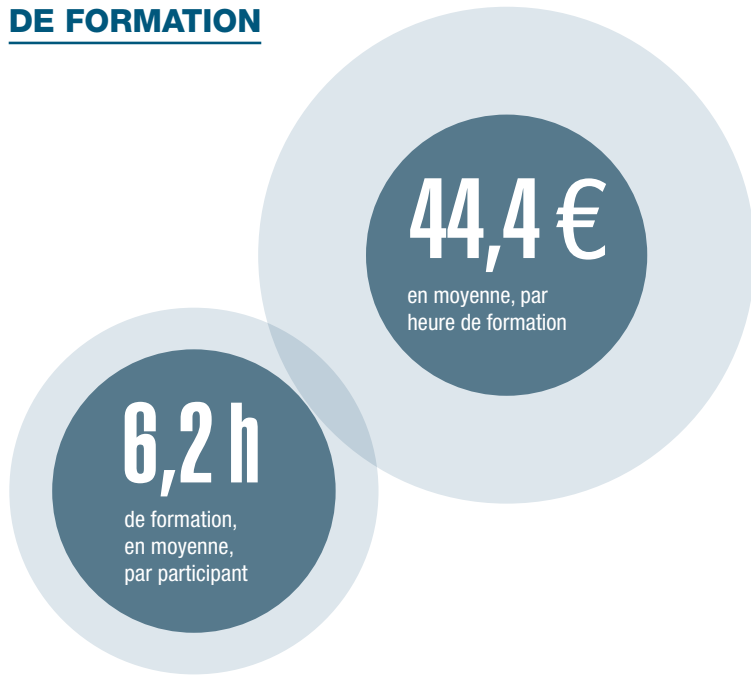 DE FORMATION
44,4 €
en moyenne, par
heure de formation
6,2 h
de formation,
en moyenne,
par participant